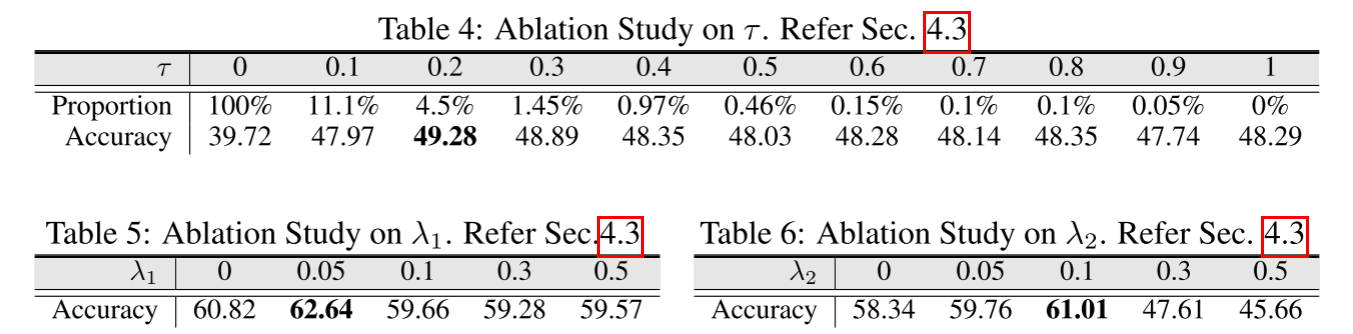 Table 4: Ablation Study on τ. Refer Sec. 4.3
τ 0 0.1 0.2 0.3 0.4 0.5 0.6 0.7 0.8 0.9 1
Proportion 100% 11.1% 4.5% 1.45% 0.97% 0.46% 0.15% 0.1% 0.1% 0.05% 0%
Accuracy 39.72 47.97 49.28 48.89 48.35 48.03 48.28 48.14 48.35 47.74 48.29
Table 5: Ablation Study on λ₁. Refer Sec.4.3
λ₁ 0 0.05 0.1 0.3 0.5
Accuracy 60.82 62.64 59.66 59.28 59.57
Table 6: Ablation Study on λ₂. Refer Sec. 4.3
λ₂ 0 0.05 0.1 0.3 0.5
Accuracy 58.34 59.76 61.01 47.61 45.66